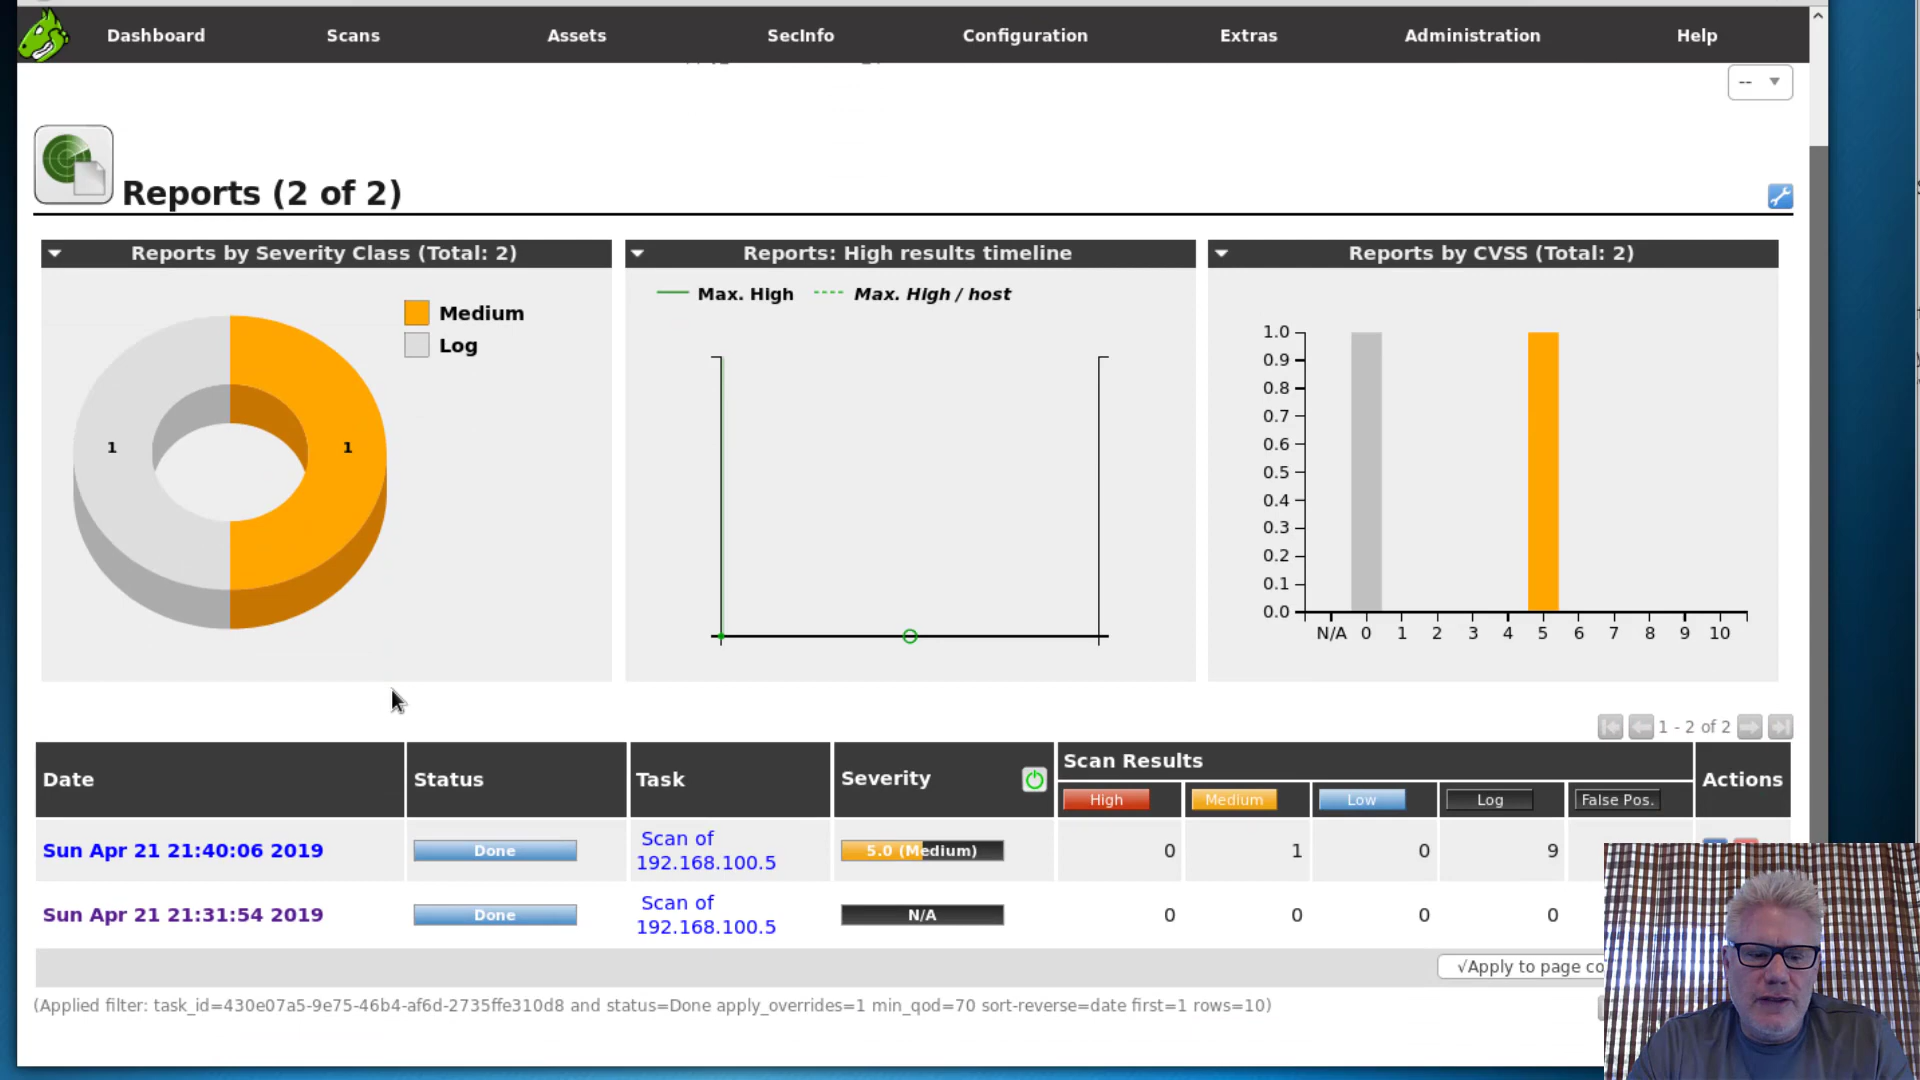 Dashboard Scans Assets SecInfo Configuration Extras Administration Help
--
Reports (2 of 2)
Reports by Severity Class (Total: 2)
Medium
Log
1 1
Reports: High results timeline
Max. High Max. High / host
Reports by CVSS (Total: 2)
1.0
0.9
0.8
0.7
0.6
0.5
0.4
0.3
0.2
0.1
0.0
N/A 0 1 2 3 4 5 6 7 8 9 10
1 - 2 of 2
Date Status Task Severity Scan Results Actions
High Medium Low Log False Pos.
Sun Apr 21 21:40:06 2019 Done Scan of 192.168.100.5 5.0 (Medium) 0 1 0 9
Sun Apr 21 21:31:54 2019 Done Scan of 192.168.100.5 N/A 0 0 0 0
√Apply to page co
(Applied filter: task_id=430e07a5-9e75-46b4-af6d-2735ffe310d8 and status=Done apply_overrides=1 min_qod=70 sort-reverse=date first=1 rows=10)